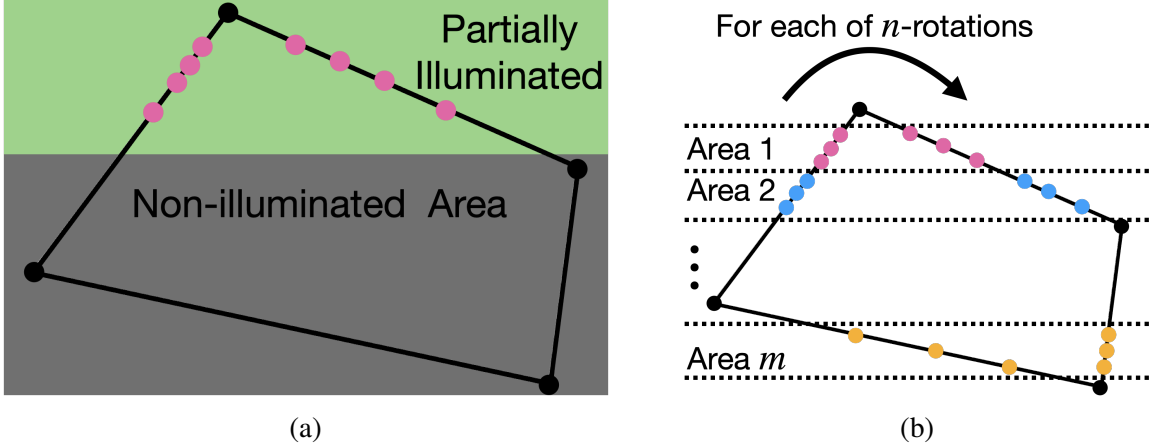 Partially
Illuminated
Non-illuminated Area
(a)
For each of n-rotations
Area 1
Area 2
Area m
(b)